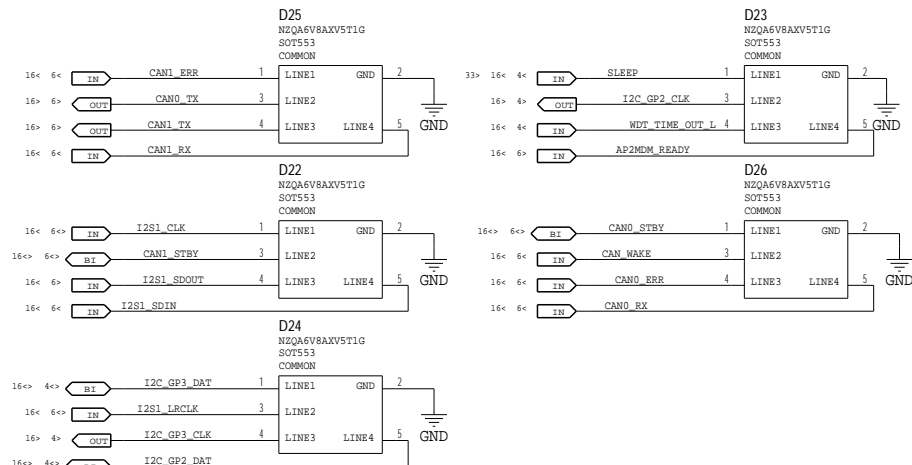 D25
NZQA6V8AXV5T1G
SOT553
COMMON
16< 6< IN CAN1_ERR 1 LINE1 GND 2
16> 6> OUT CAN0_TX 3 LINE2
16> 6> OUT CAN1_TX 4 LINE3 LINE4 5 GND
16< 6< IN CAN1_RX
D23
NZQA6V8AXV5T1G
SOT553
COMMON
33> 16< 4< IN SLEEP 1 LINE1 GND 2
16> 4> OUT I2C_GP2_CLK 3 LINE2
16< 4< IN WDT_TIME_OUT_L 4 LINE3 LINE4 5 GND
16< 6> IN AP2MDM_READY
D22
NZQA6V8AXV5T1G
SOT553
COMMON
16< 6<> IN I2S1_CLK 1 LINE1 GND 2
16<> 6<> BI CAN1_STBY 3 LINE2
16< 6> IN I2S1_SDOUT 4 LINE3 LINE4 5 GND
16< 6< IN I2S1_SDIN
D26
NZQA6V8AXV5T1G
SOT553
COMMON
16<> 6<> BI CAN0_STBY 1 LINE1 GND 2
16< 6< IN CAN_WAKE 3 LINE2
16< 6< IN CAN0_ERR 4 LINE3 LINE4 5 GND
16< 6< IN CAN0_RX
D24
NZQA6V8AXV5T1G
SOT553
COMMON
16<> 4<> BI I2C_GP3_DAT 1 LINE1 GND 2
16< 6<> IN I2S1_LRCLK 3 LINE2
16> 4> OUT I2C_GP3_CLK 4 LINE3 LINE4 5 GND
16<> 4<> BI I2C_GP2_DAT